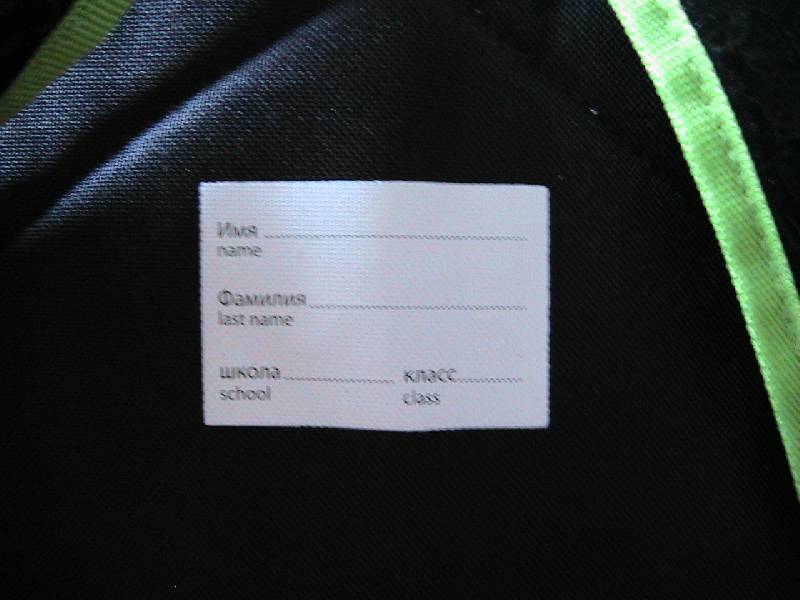 Имя
name
Фамилия
last name
школа класс
school class